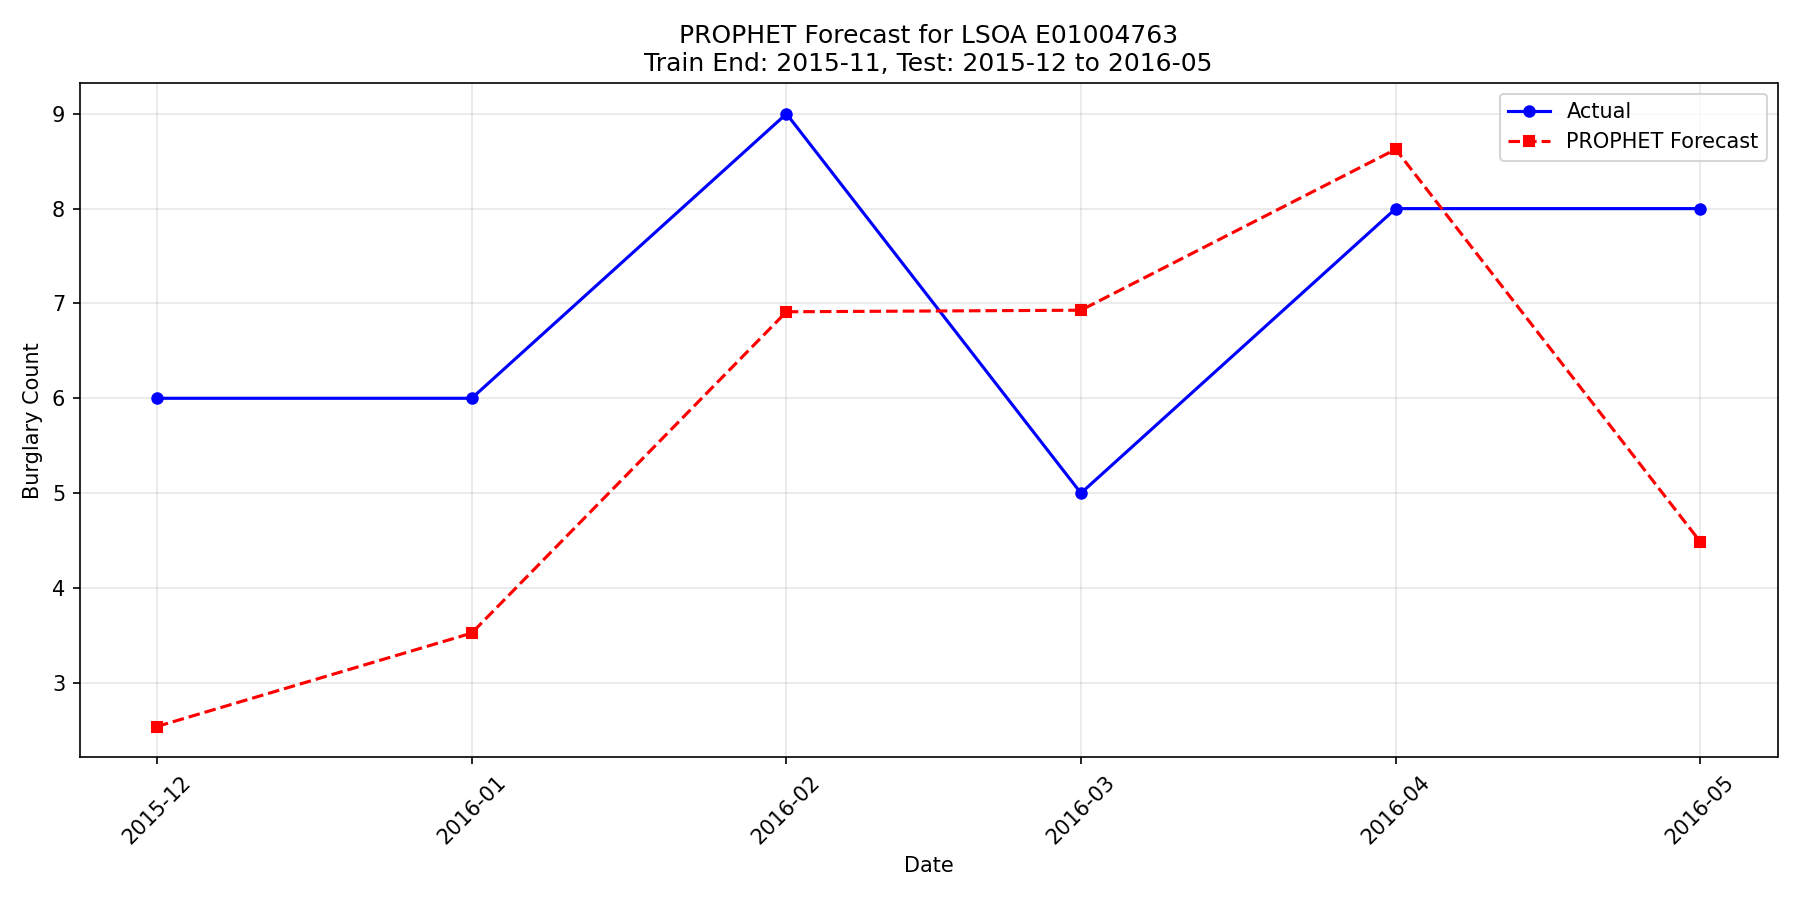 PROPHET Forecast for LSOA E01004763
Train End: 2015-11, Test: 2015-12 to 2016-05
Actual
PROPHET Forecast
Burglary Count
9
8
7
6
5
4
3
2015-12
2016-01
2016-02
2016-03
2016-04
2016-05
Date